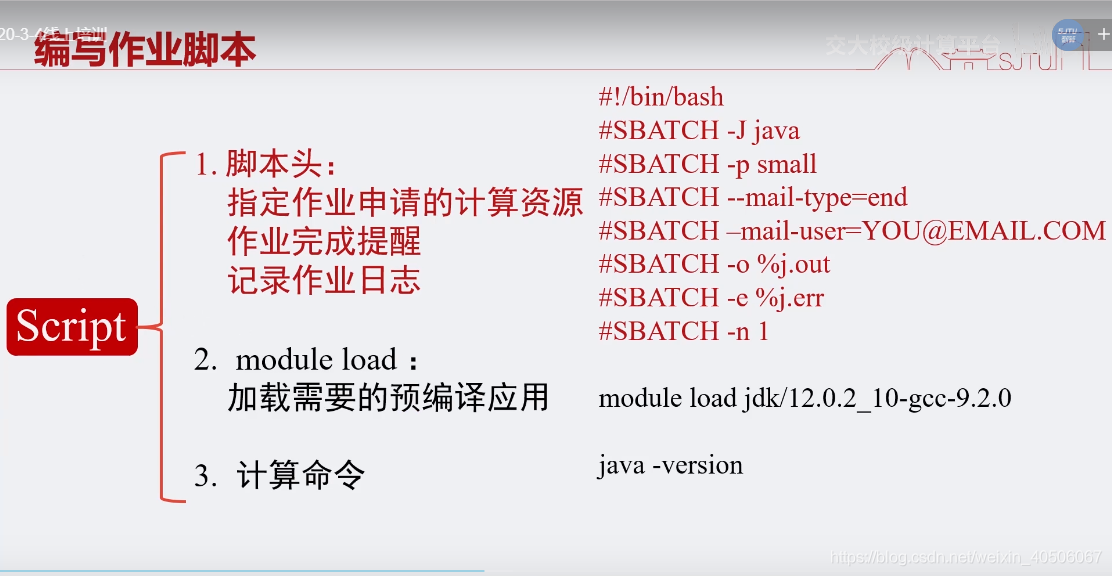 20-3-4线上培训
编写作业脚本
交大校级计算平台
SJTU
#!/bin/bash
#SBATCH -J java
#SBATCH -p small
#SBATCH --mail-type=end
#SBATCH –mail-user=YOU@EMAIL.COM
#SBATCH -o %j.out
#SBATCH -e %j.err
#SBATCH -n 1
1. 脚本头：
指定作业申请的计算资源
作业完成提醒
记录作业日志
Script
2. module load ：
加载需要的预编译应用
module load jdk/12.0.2_10-gcc-9.2.0
3. 计算命令
java -version
https://blog.csdn.net/weixin_40506067